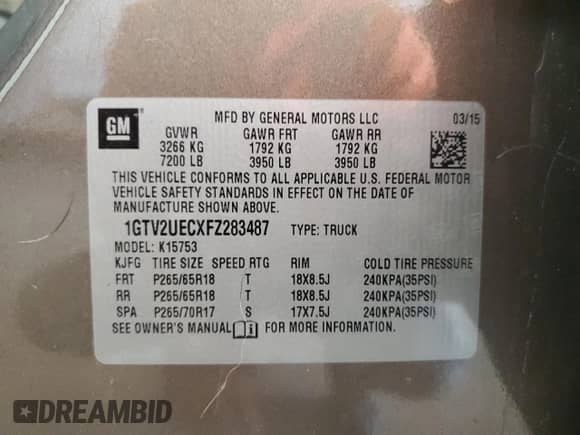 GM
MFD BY GENERAL MOTORS LLC 03/15
GVWR GAWR FRT GAWR RR
3266 KG 1792 KG 1792 KG
7200 LB 3950 LB 3950 LB
THIS VEHICLE CONFORMS TO ALL APPLICABLE U.S. FEDERAL MOTOR
VEHICLE SAFETY STANDARDS IN EFFECT ON THE DATE OF
MANUFACTURE SHOWN ABOVE.
1GTV2UECXFZ283487 TYPE: TRUCK
MODEL: K15753
KJFG TIRE SIZE SPEED RTG RIM COLD TIRE PRESSURE
FRT P265/65R18 T 18X8.5J 240KPA(35PSI)
RR P265/65R18 T 18X8.5J 240KPA(35PSI)
SPA P265/70R17 S 17X7.5J 240KPA(35PSI)
SEE OWNER'S MANUAL FOR MORE INFORMATION.
DREAMBID